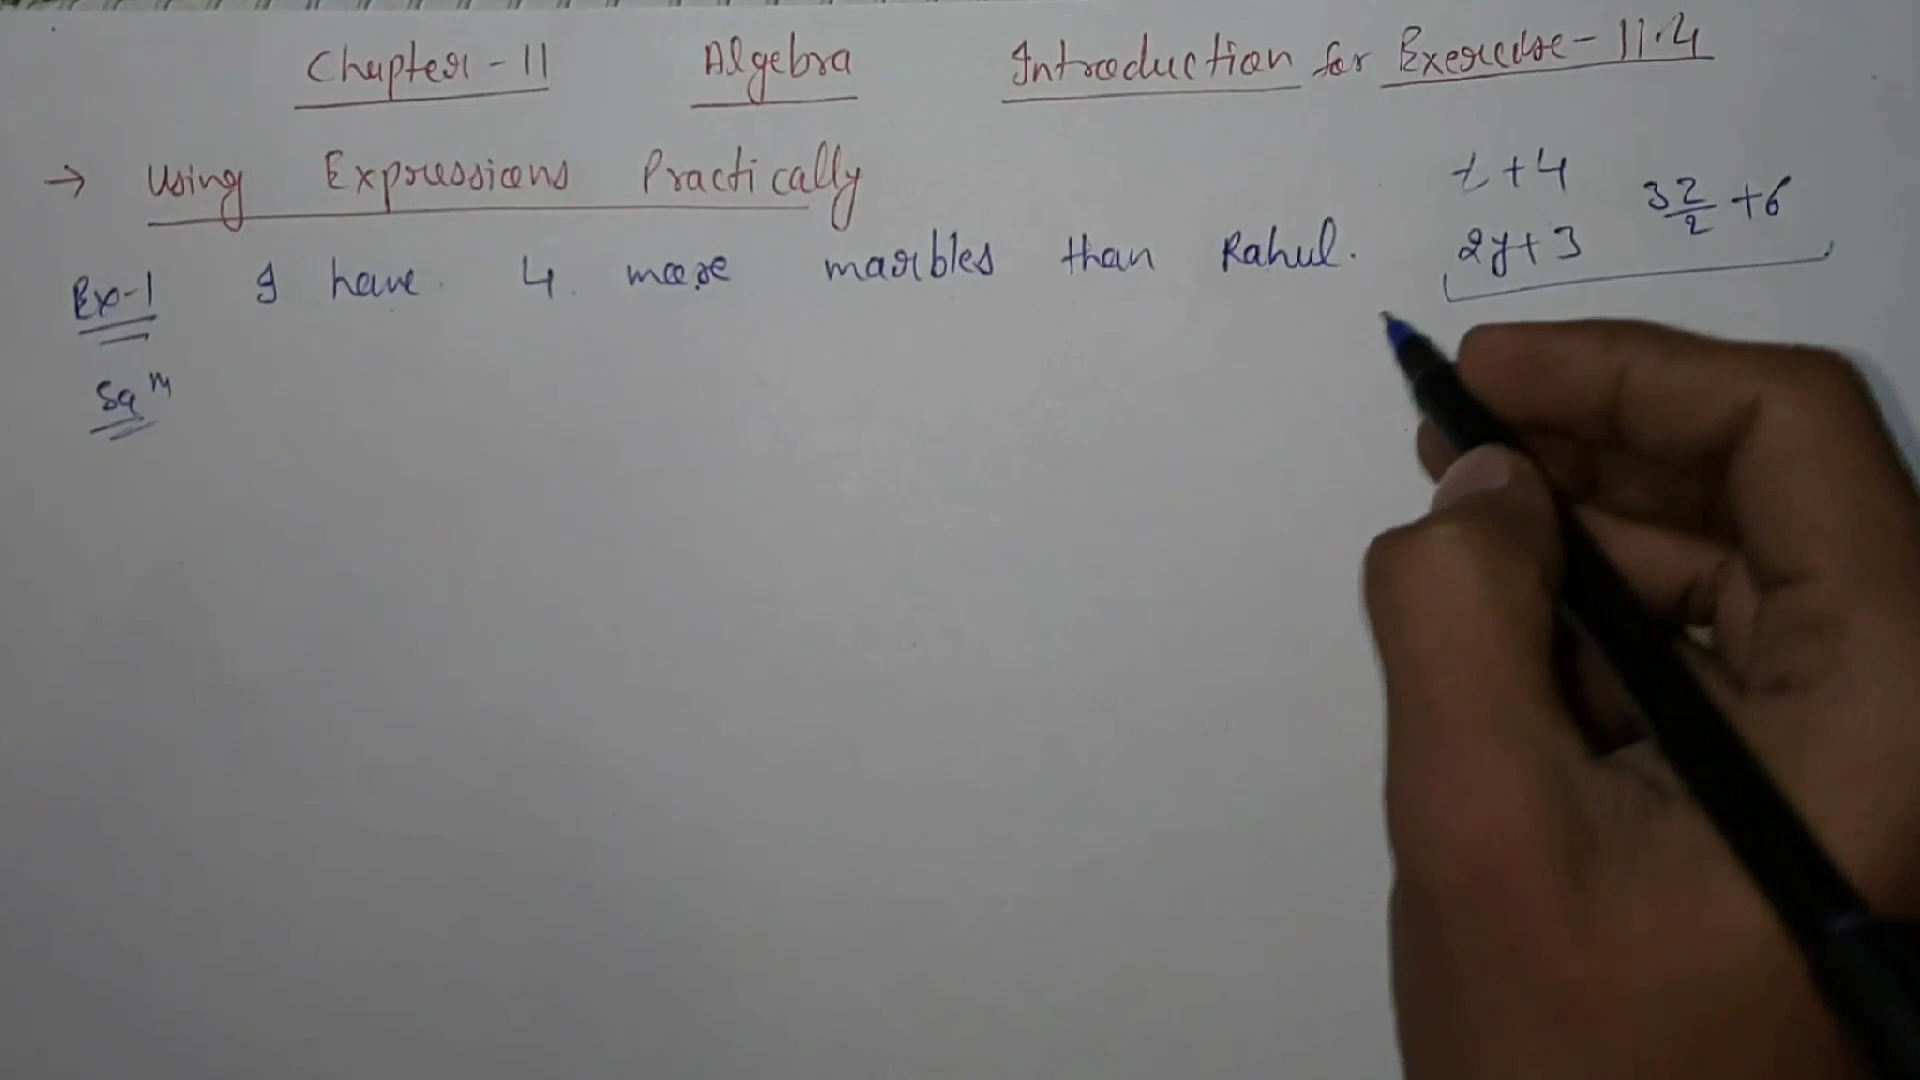 Chapter - 11 Algebra Introduction for Exercise - 11.4
→ Using Expressions Practically
x + 4
3z/2 + 6
2y + 3
Ex-1 I have 4 more marbles than Rahul.
Solⁿ